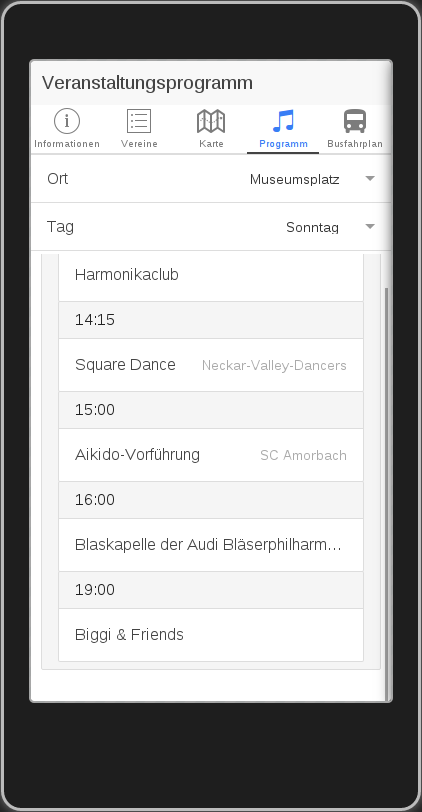 Veranstaltungsprogramm
Informationen Vereine Karte Programm Busfahrplan
Ort Museumsplatz
Tag Sonntag
Harmonikaclub
14:15
Square Dance Neckar-Valley-Dancers
15:00
Aikido-Vorführung SC Amorbach
16:00
Blaskapelle der Audi Bläserphilharm...
19:00
Biggi & Friends